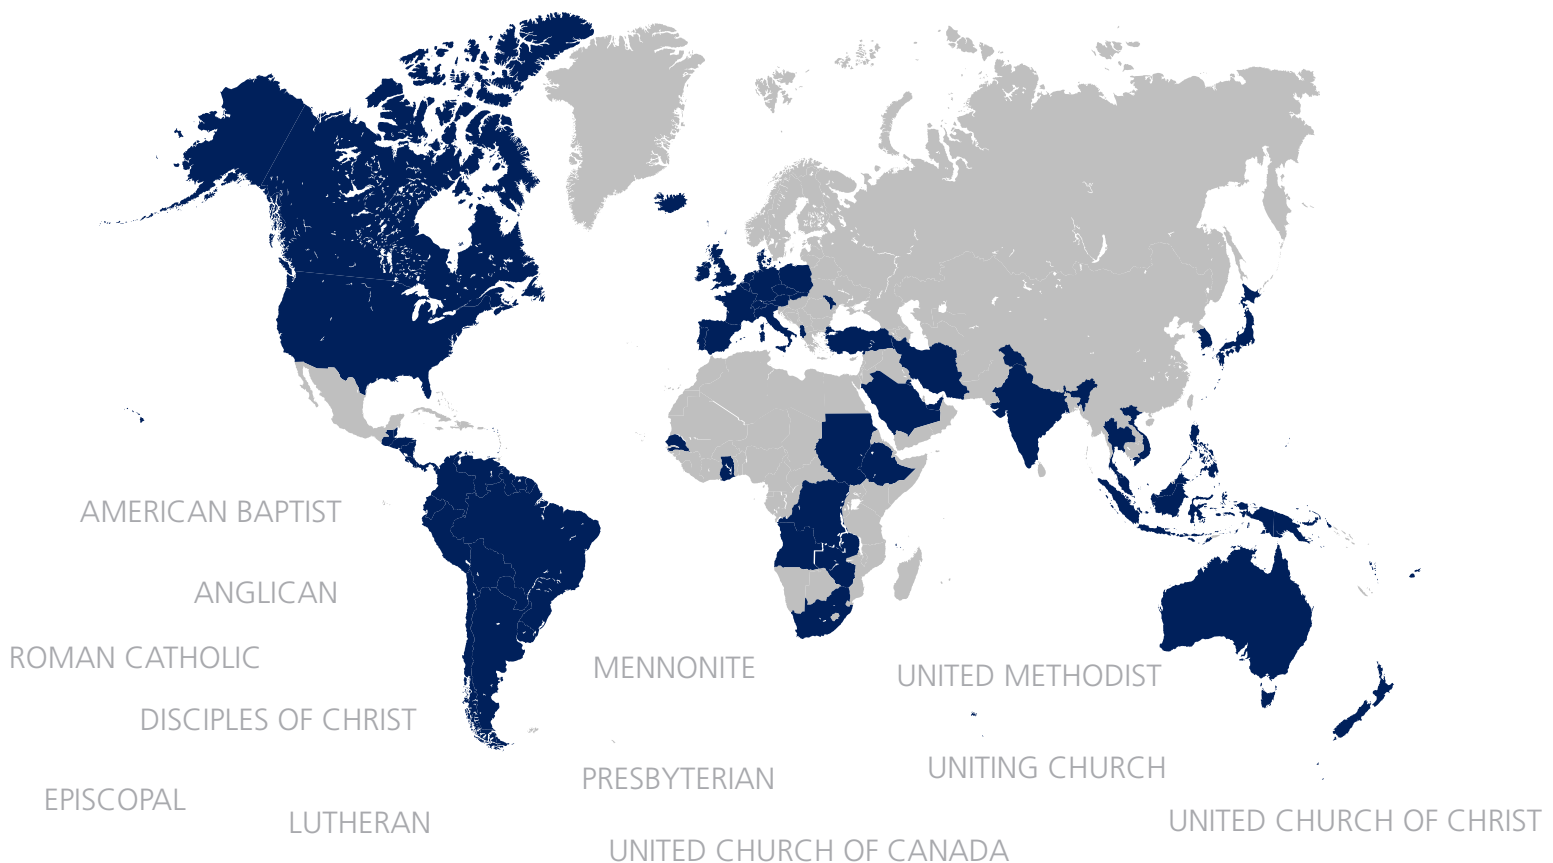 AMERICAN BAPTIST
ANGLICAN
ROMAN CATHOLIC
MENNONITE
UNITED METHODIST
DISCIPLES OF CHRIST
UNITING CHURCH
PRESBYTERIAN
EPISCOPAL
LUTHERAN
UNITED CHURCH OF CHRIST
UNITED CHURCH OF CANADA